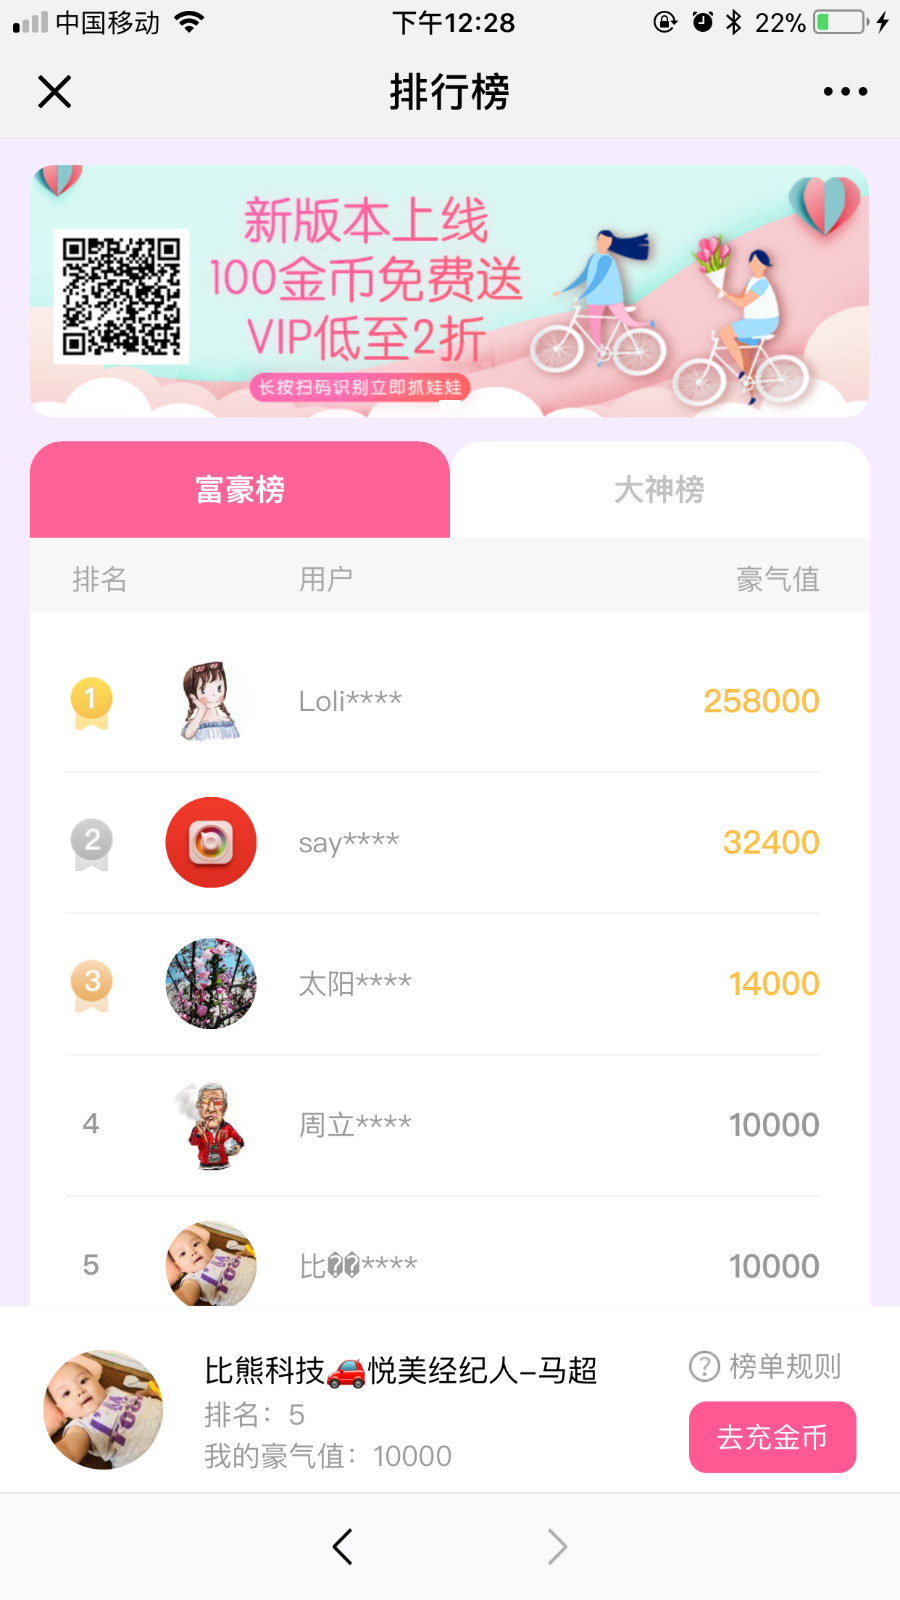 中国移动
下午12:28
22%
排行榜
新版本上线
100金币免费送
VIP低至2折
长按扫码识别立即抓娃娃
富豪榜
大神榜
排名
用户
豪气值
1
Loli****
258000
2
say****
32400
3
太阳****
14000
4
周立****
10000
5
比��****
10000
比熊科技🚗悦美经纪人–马超
排名：5
我的豪气值：10000
? 榜单规则
去充金币